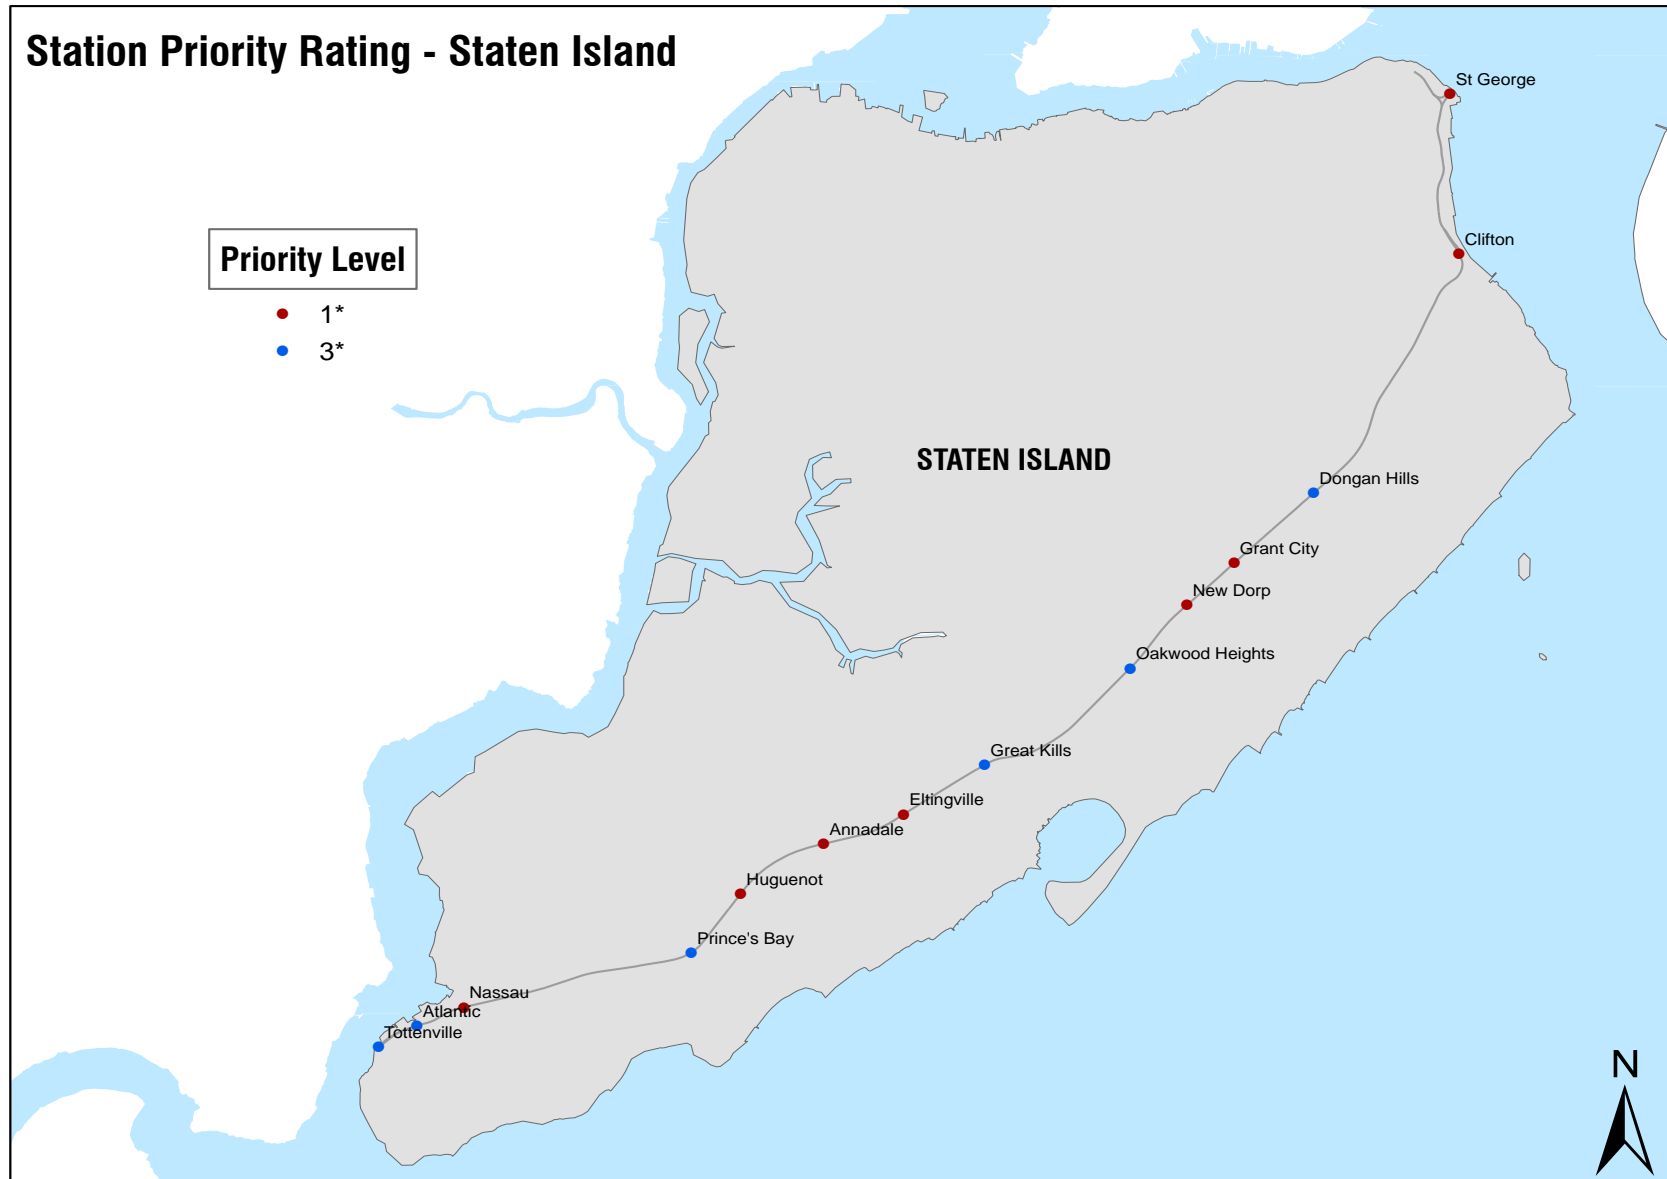 Station Priority Rating - Staten Island
St George
Clifton
Priority Level
1*
3*
STATEN ISLAND
Dongan Hills
Grant City
New Dorp
Oakwood Heights
Great Kills
Eltingville
Annadale
Huguenot
Prince's Bay
Nassau
Atlantic
Tottenville
N